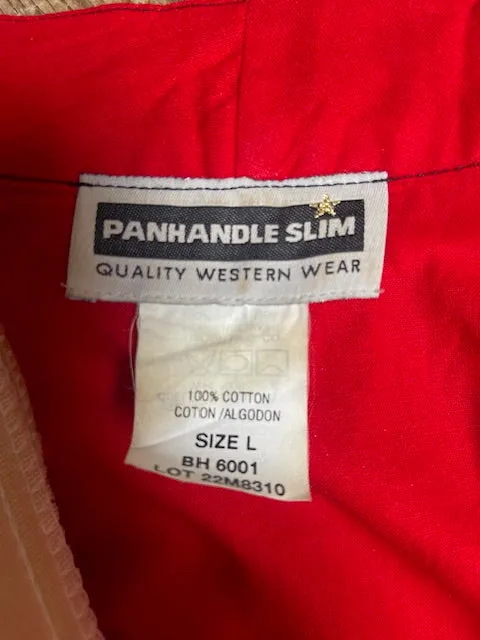 PANHANDLE SLIM
QUALITY WESTERN WEAR
100% COTTON
COTON/ALGODON
SIZE L
BH 6001
LOT 22M8310